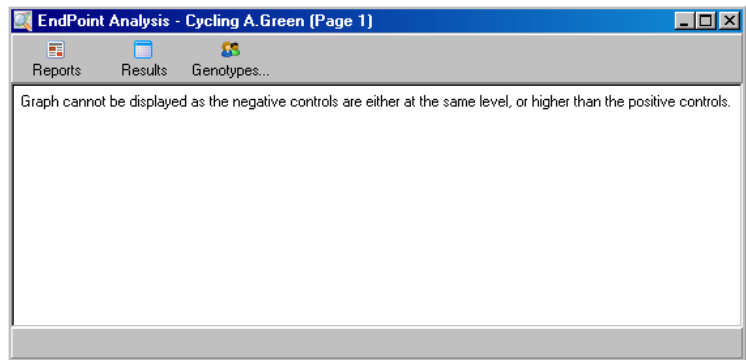 EndPoint Analysis - Cycling A.Green (Page 1)
Reports Results Genotypes...
Graph cannot be displayed as the negative controls are either at the same level, or higher than the positive controls.